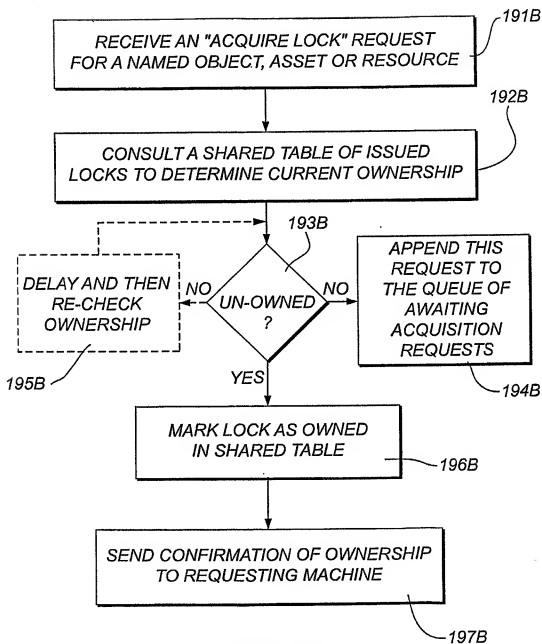 RECEIVE AN "ACQUIRE LOCK" REQUEST
FOR A NAMED OBJECT, ASSET OR RESOURCE
191B
192B
CONSULT A SHARED TABLE OF ISSUED
LOCKS TO DETERMINE CURRENT OWNERSHIP
193B
DELAY AND THEN
RE-CHECK
OWNERSHIP
195B
NO
UN-OWNED
?
NO
YES
APPEND THIS
REQUEST TO
THE QUEUE OF
AWAITING
ACQUISITION
REQUESTS
194B
MARK LOCK AS OWNED
IN SHARED TABLE
196B
SEND CONFIRMATION OF OWNERSHIP
TO REQUESTING MACHINE
197B